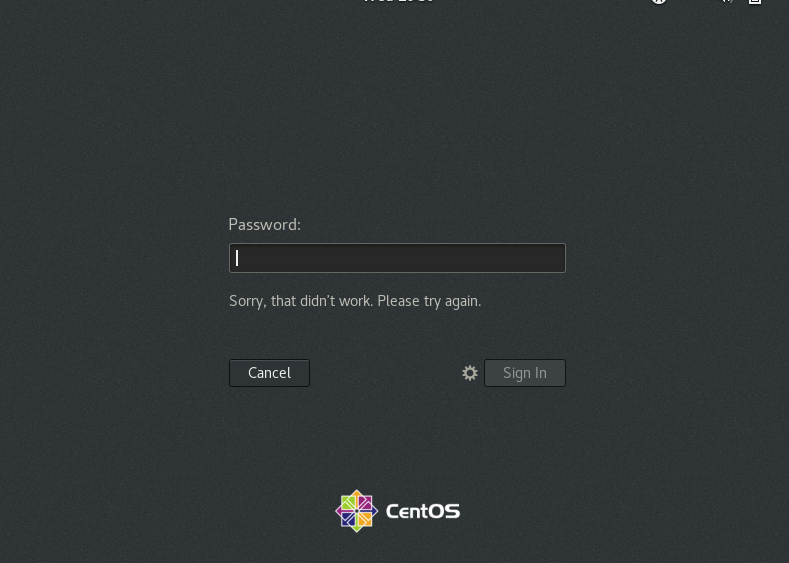 Password:
Sorry, that didn't work. Please try again.
Cancel
Sign In
CentOS